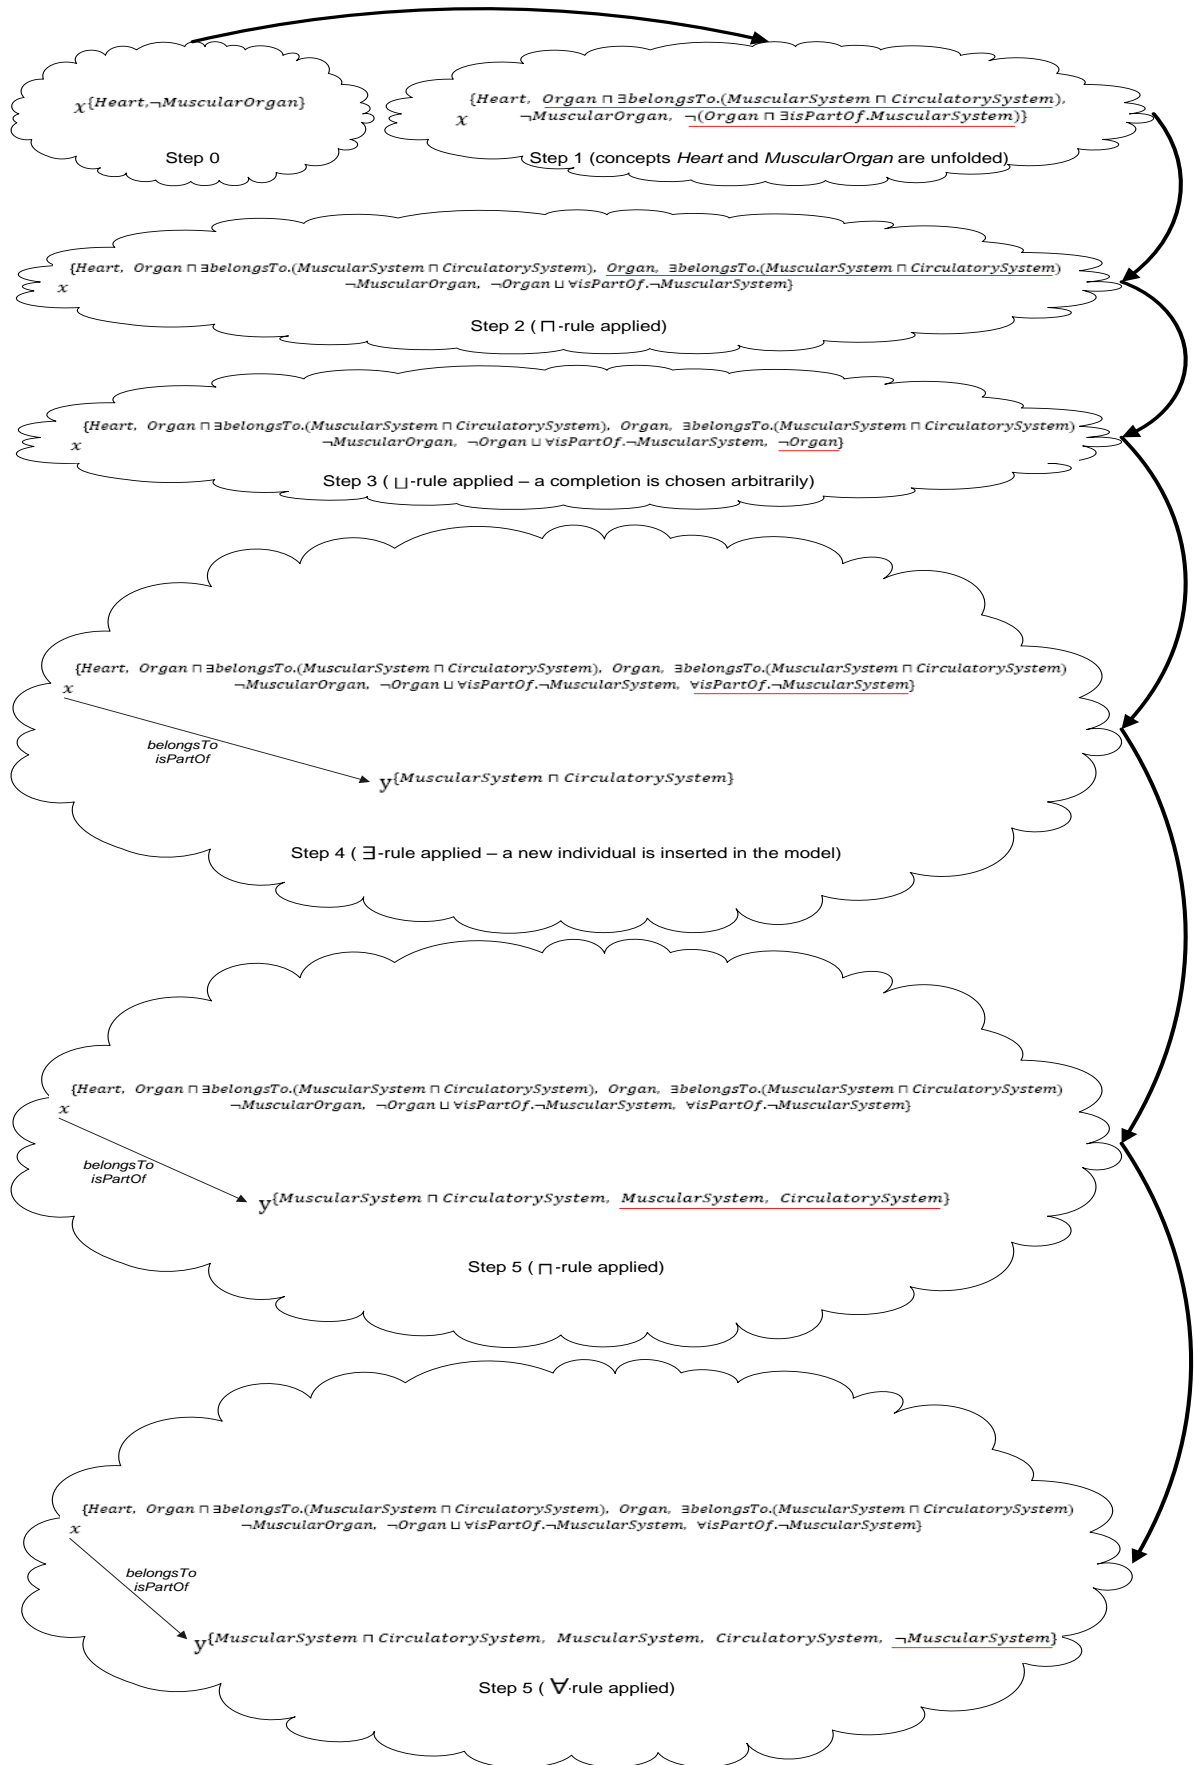 x{Heart,¬MuscularOrgan}
Step 0
{Heart, Organ ⊓ ∃belongsTo.(MuscularSystem ⊓ CirculatorySystem),
x ¬MuscularOrgan, ¬(Organ ⊓ ∃isPartOf.MuscularSystem)}
Step 1 (concepts Heart and MuscularOrgan are unfolded)
{Heart, Organ ⊓ ∃belongsTo.(MuscularSystem ⊓ CirculatorySystem), Organ, ∃belongsTo.(MuscularSystem ⊓ CirculatorySystem)
x ¬MuscularOrgan, ¬Organ ⊔ ∀isPartOf.¬MuscularSystem}
Step 2 ( ⊓-rule applied)
{Heart, Organ ⊓ ∃belongsTo.(MuscularSystem ⊓ CirculatorySystem), Organ, ∃belongsTo.(MuscularSystem ⊓ CirculatorySystem)
x ¬MuscularOrgan, ¬Organ ⊔ ∀isPartOf.¬MuscularSystem, ¬Organ}
Step 3 ( ⊔-rule applied – a completion is chosen arbitrarily)
{Heart, Organ ⊓ ∃belongsTo.(MuscularSystem ⊓ CirculatorySystem), Organ, ∃belongsTo.(MuscularSystem ⊓ CirculatorySystem)
x ¬MuscularOrgan, ¬Organ ⊔ ∀isPartOf.¬MuscularSystem, ∀isPartOf.¬MuscularSystem}
belongsTo
isPartOf
y{MuscularSystem ⊓ CirculatorySystem}
Step 4 ( ∃-rule applied – a new individual is inserted in the model)
{Heart, Organ ⊓ ∃belongsTo.(MuscularSystem ⊓ CirculatorySystem), Organ, ∃belongsTo.(MuscularSystem ⊓ CirculatorySystem)
x ¬MuscularOrgan, ¬Organ ⊔ ∀isPartOf.¬MuscularSystem, ∀isPartOf.¬MuscularSystem}
belongsTo
isPartOf
y{MuscularSystem ⊓ CirculatorySystem, MuscularSystem, CirculatorySystem}
Step 5 ( ⊓-rule applied)
{Heart, Organ ⊓ ∃belongsTo.(MuscularSystem ⊓ CirculatorySystem), Organ, ∃belongsTo.(MuscularSystem ⊓ CirculatorySystem)
x ¬MuscularOrgan, ¬Organ ⊔ ∀isPartOf.¬MuscularSystem, ∀isPartOf.¬MuscularSystem}
belongsTo
isPartOf
y{MuscularSystem ⊓ CirculatorySystem, MuscularSystem, CirculatorySystem, ¬MuscularSystem}
Step 5 ( ∀-rule applied)